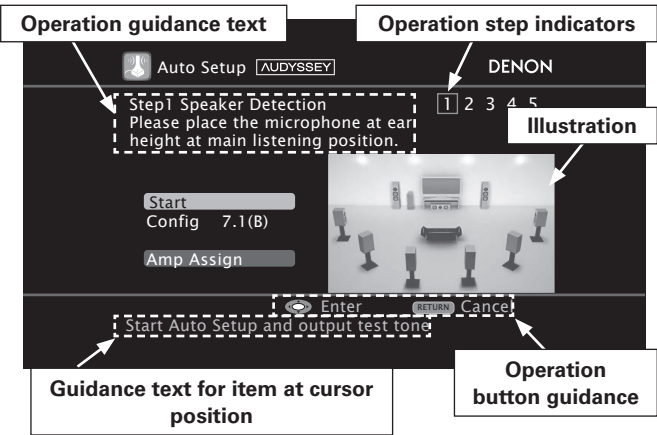 Operation guidance text
Operation step indicators
Auto Setup AUDYSSEY
DENON
Step1 Speaker Detection
Please place the microphone at ear
height at main listening position.
1 2 3 4 5
Illustration
Start
Config 7.1(B)
Amp Assign
Enter
RETURN Cancel
Start Auto Setup and output test tone
Guidance text for item at cursor
position
Operation
button guidance